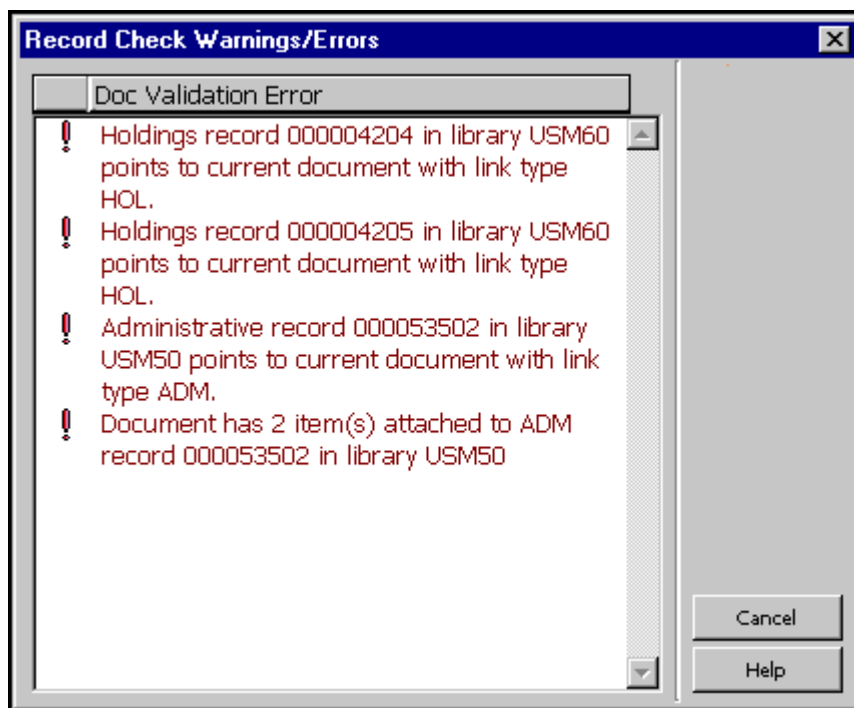 Record Check Warnings/Errors
Doc Validation Error
Holdings record 000004204 in library USM60
points to current document with link type
HOL.
Holdings record 000004205 in library USM60
points to current document with link type
HOL.
Administrative record 000053502 in library
USM50 points to current document with link
type ADM.
Document has 2 item(s) attached to ADM
record 000053502 in library USM50
Cancel
Help